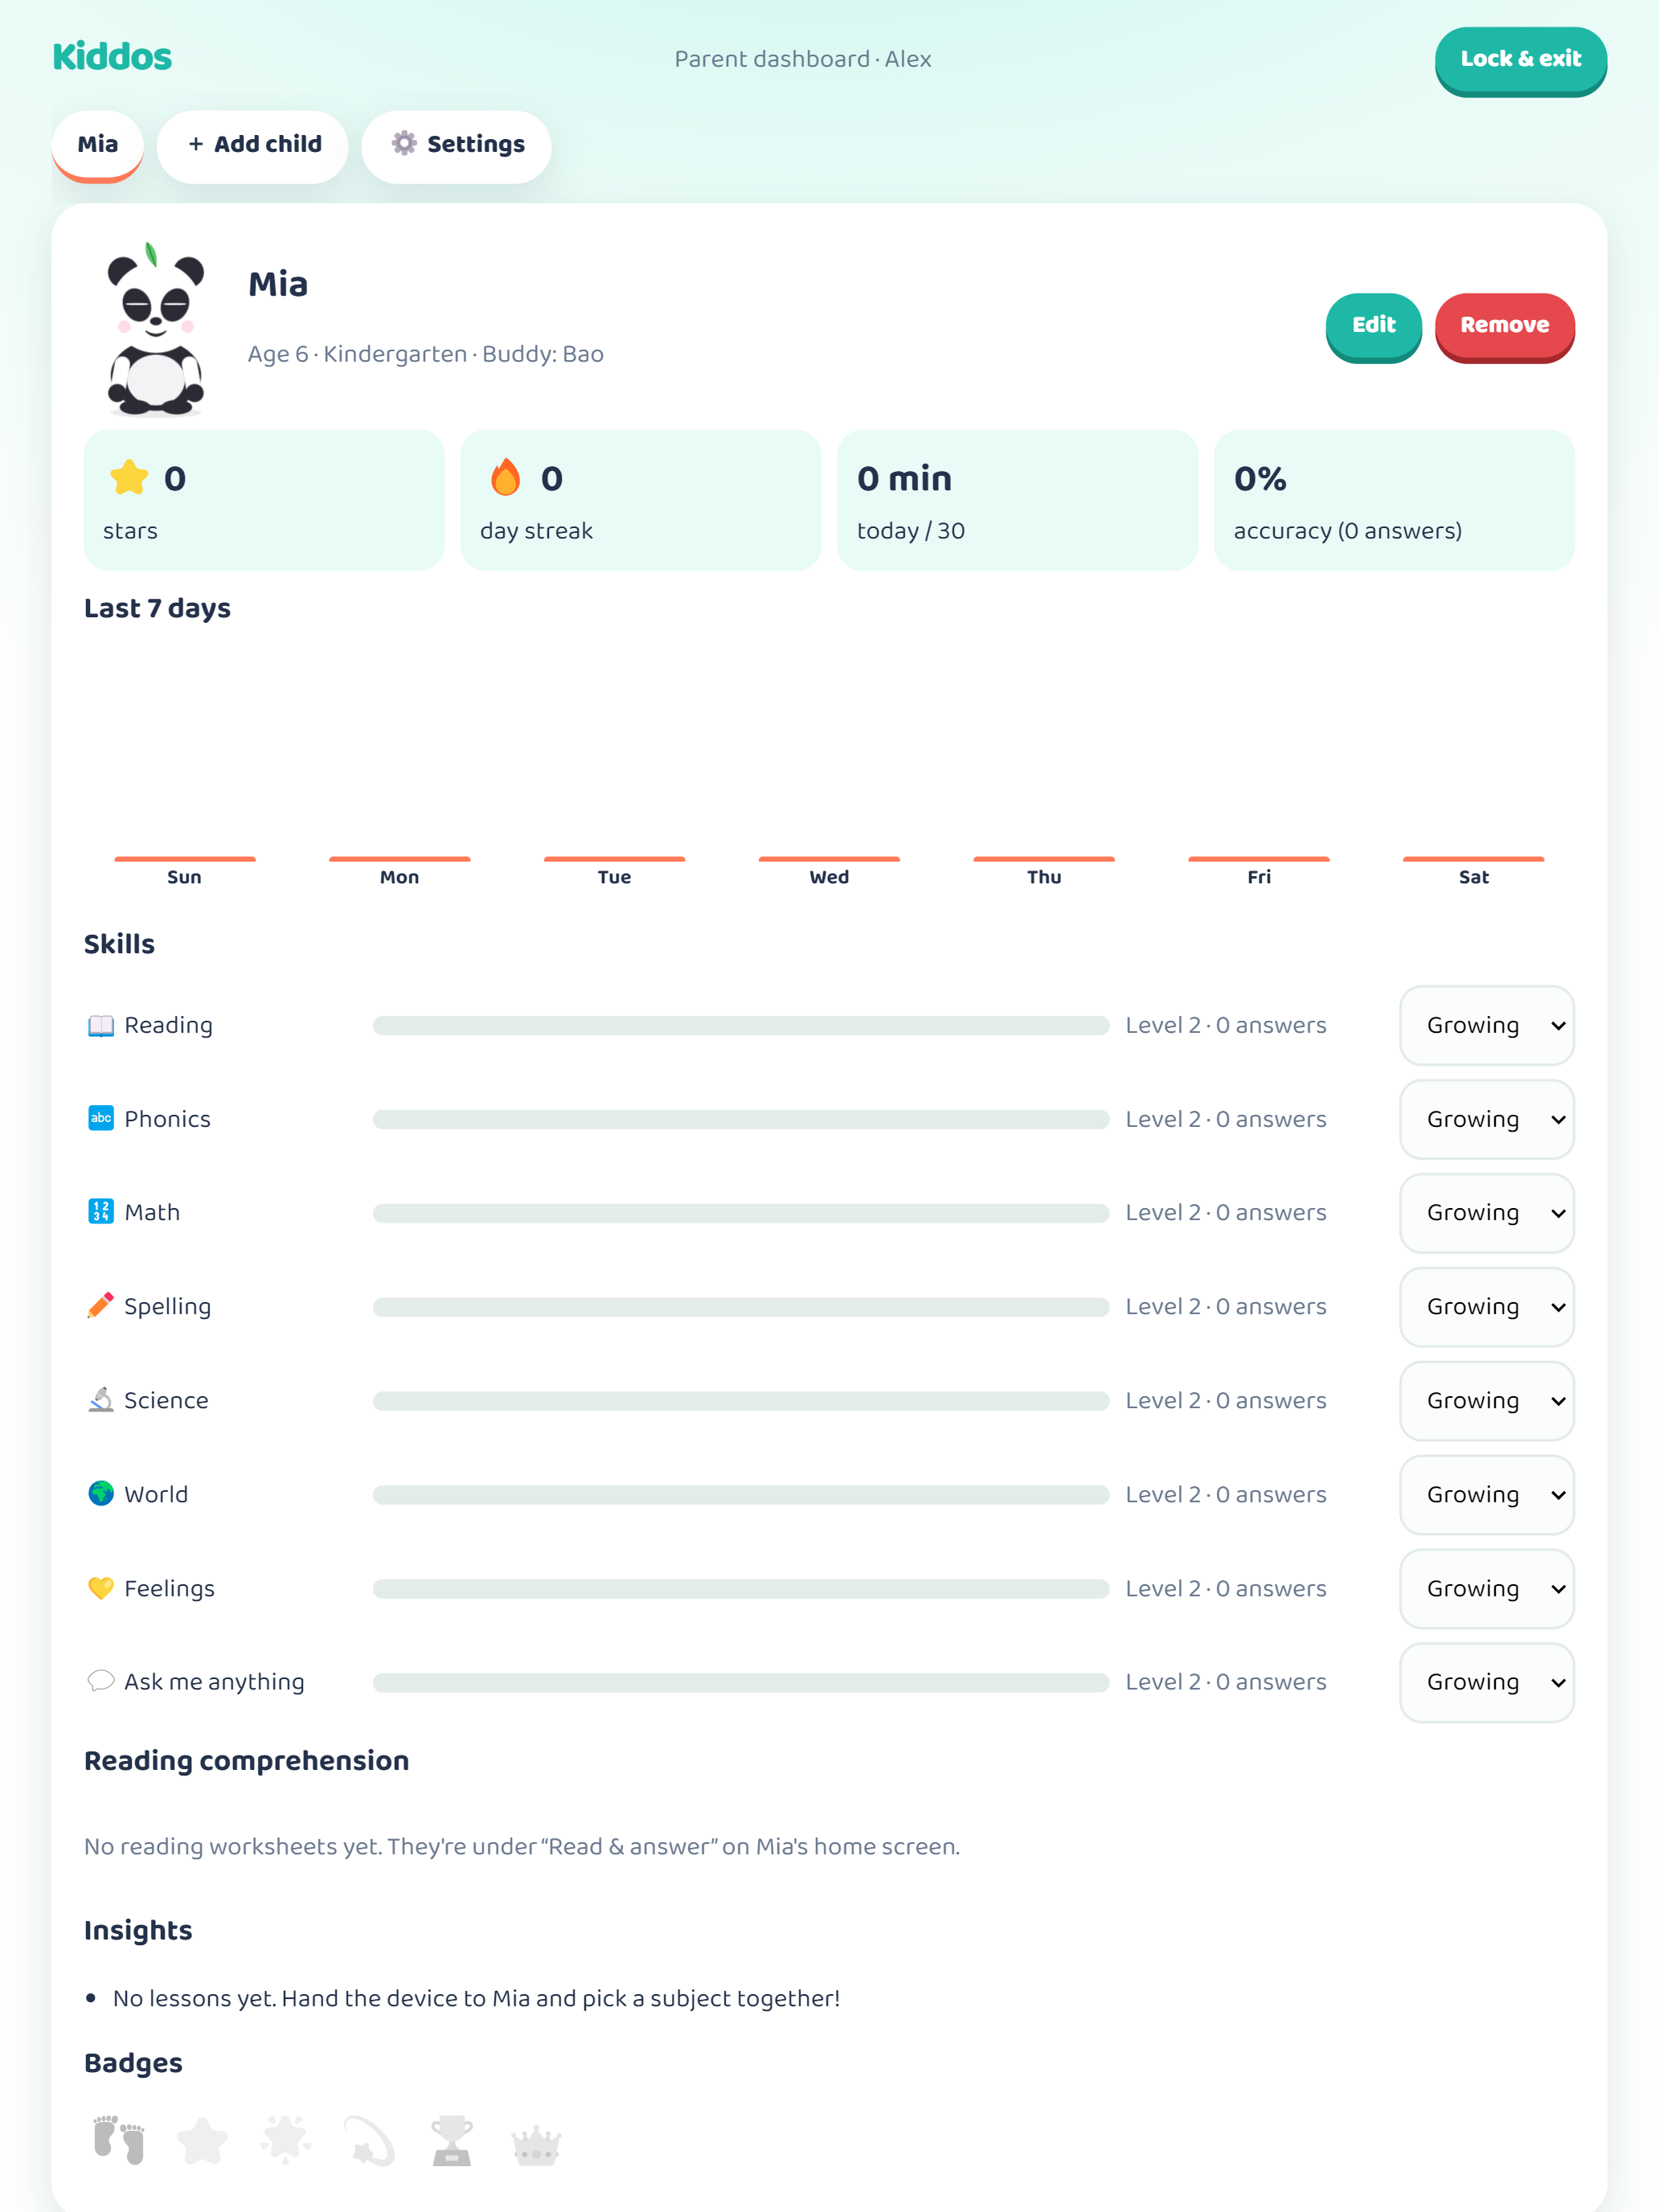 Kiddos
Parent dashboard · Alex
Lock & exit
Mia
+ Add child
Settings
Mia
Age 6 · Kindergarten · Buddy: Bao
Edit
Remove
0
stars
0
day streak
0 min
today / 30
0%
accuracy (0 answers)
Last 7 days
Sun
Mon
Tue
Wed
Thu
Fri
Sat
Skills
Reading
Level 2 · 0 answers
Growing
abc
Phonics
Level 2 · 0 answers
Growing
1 2
3 4
Math
Level 2 · 0 answers
Growing
Spelling
Level 2 · 0 answers
Growing
Science
Level 2 · 0 answers
Growing
World
Level 2 · 0 answers
Growing
Feelings
Level 2 · 0 answers
Growing
Ask me anything
Level 2 · 0 answers
Growing
Reading comprehension
No reading worksheets yet. They're under “Read & answer” on Mia's home screen.
Insights
• No lessons yet. Hand the device to Mia and pick a subject together!
Badges